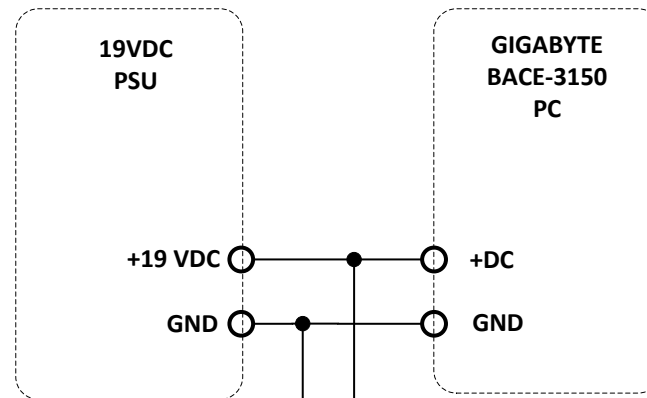 19VDC
PSU
GIGABYTE
BACE-3150
PC
+19 VDC
+DC
GND
GND